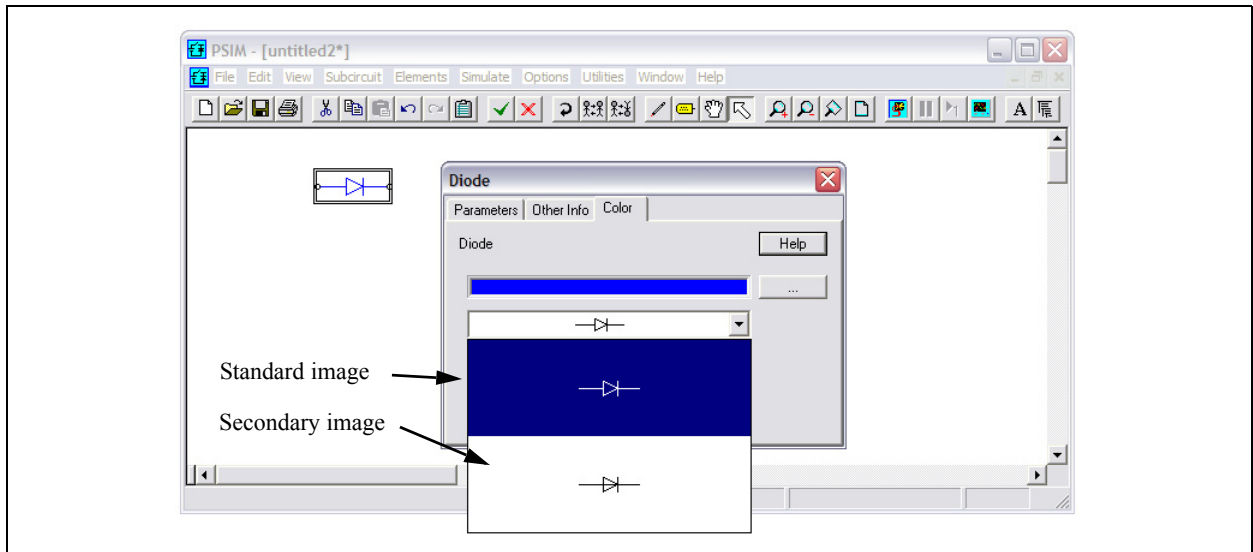 PSIM - [untitled2*]
File Edit View Subcircuit Elements Simulate Options Utilities Window Help
A
Diode
Parameters Other Info Color
Diode
Help
...
Standard image
Secondary image